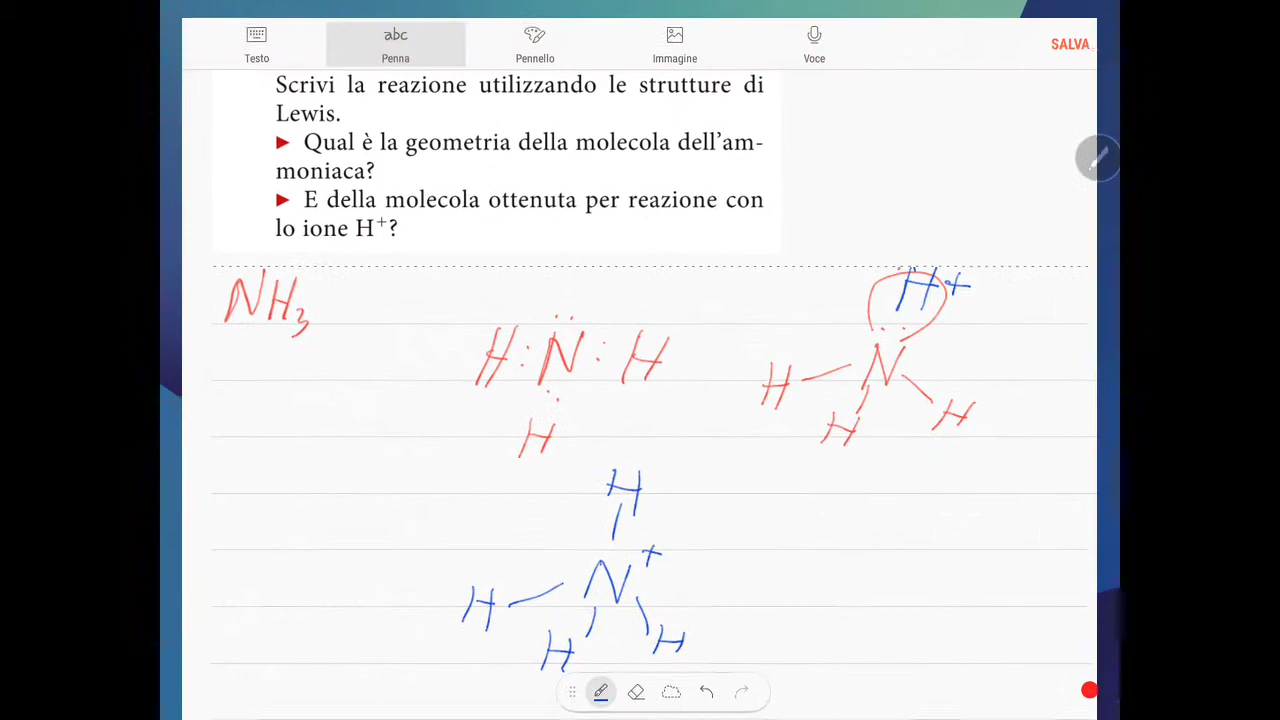 Testo
abc
Penna
Pennello
Immagine
Voce
SALVA
Scrivi la reazione utilizzando le strutture di
Lewis.
► Qual è la geometria della molecola dell'am-
moniaca?
► E della molecola ottenuta per reazione con
lo ione H⁺?
NH₃
H : N : H
H
H+
H N
H H
H
N +
H
H H